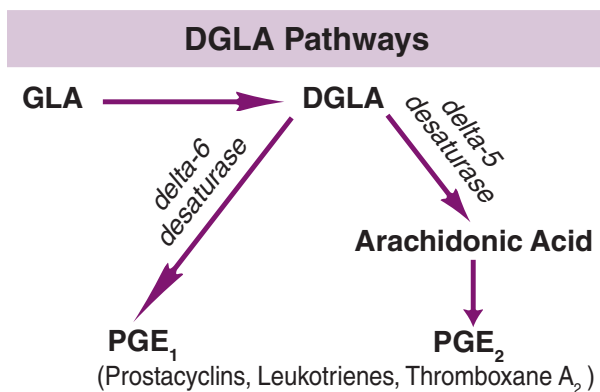 DGLA Pathways
GLA
DGLA
delta-6
desaturase
delta-5
desaturase
Arachidonic Acid
PGE₁
PGE₂
(Prostacyclins, Leukotrienes, Thromboxane A₂)